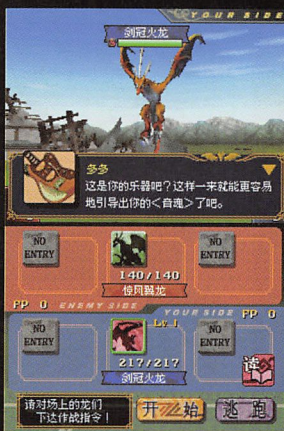 YOUR SIDE
剑冠火龙
多多
这是你的乐器吧？这样一来就能更容易
地引导出你的<音魂>了吧。
NO ENTRY
140/140
惊风翼龙
NO ENTRY
FP 0
ENEMY SIDE
YOUR SIDE
FP 0
NO ENTRY
Lv 1
217/217
剑冠火龙
NO ENTRY
请对场上的龙们
下达作战指令！
开始
逃跑